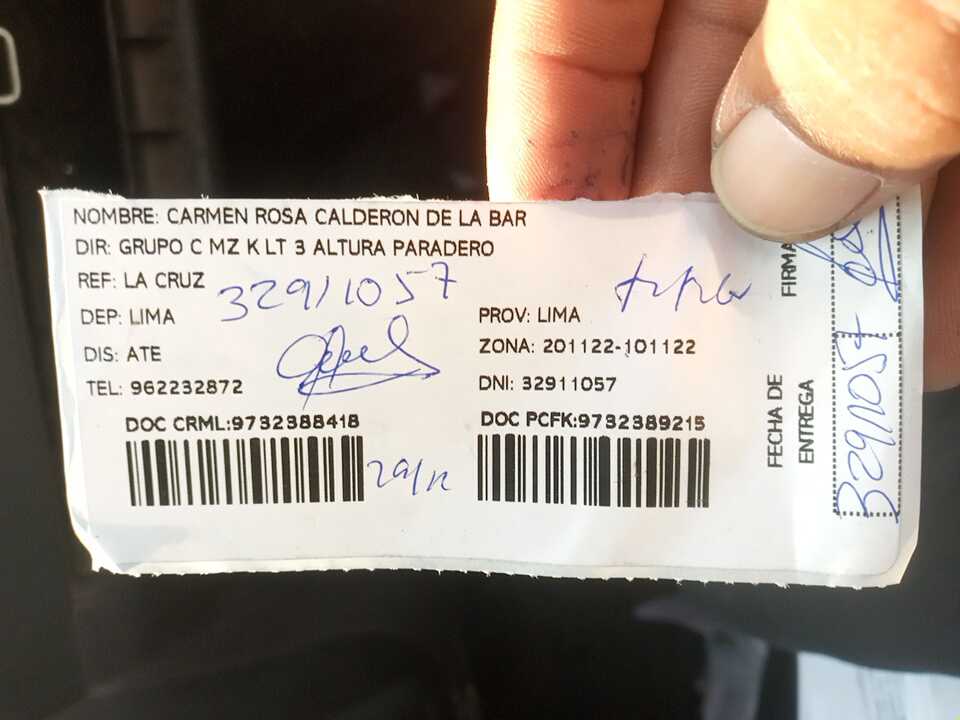 NOMBRE: CARMEN ROSA CALDERON DE LA BAR
DIR: GRUPO C MZ K LT 3 ALTURA PARADERO
REF: LA CRUZ
32911057
DEP: LIMA
PROV: LIMA
DIS: ATE
ZONA: 201122-101122
TEL: 962232872
DNI: 32911057
DOC CRML:9732388418
DOC PCFK:9732389215
29/12
FIRMA
FECHA DE
ENTREGA
32911057